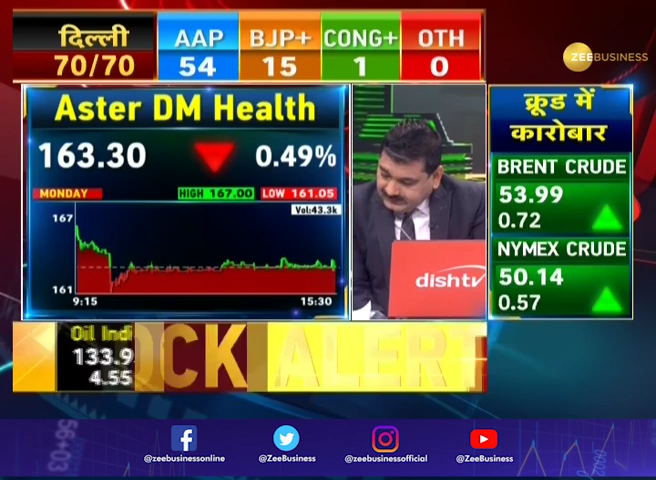 दिल्ली
70/70
AAP
54
BJP+
15
CONG+
1
OTH
0
ZEEBUSINESS
Aster DM Health
163.30
0.49%
MONDAY
HIGH 167.00
LOW 161.05
Vol:43.3k
167
161
9:15
15:30
dishtv
क्रूड में
कारोबार
BRENT CRUDE
53.99
0.72
NYMEX CRUDE
50.14
0.57
Oil Indi
133.9
4.55
OCK ALERT
@zeebusinessonline
@ZeeBusiness
@zeebusinessofficial
@ZeeBusiness